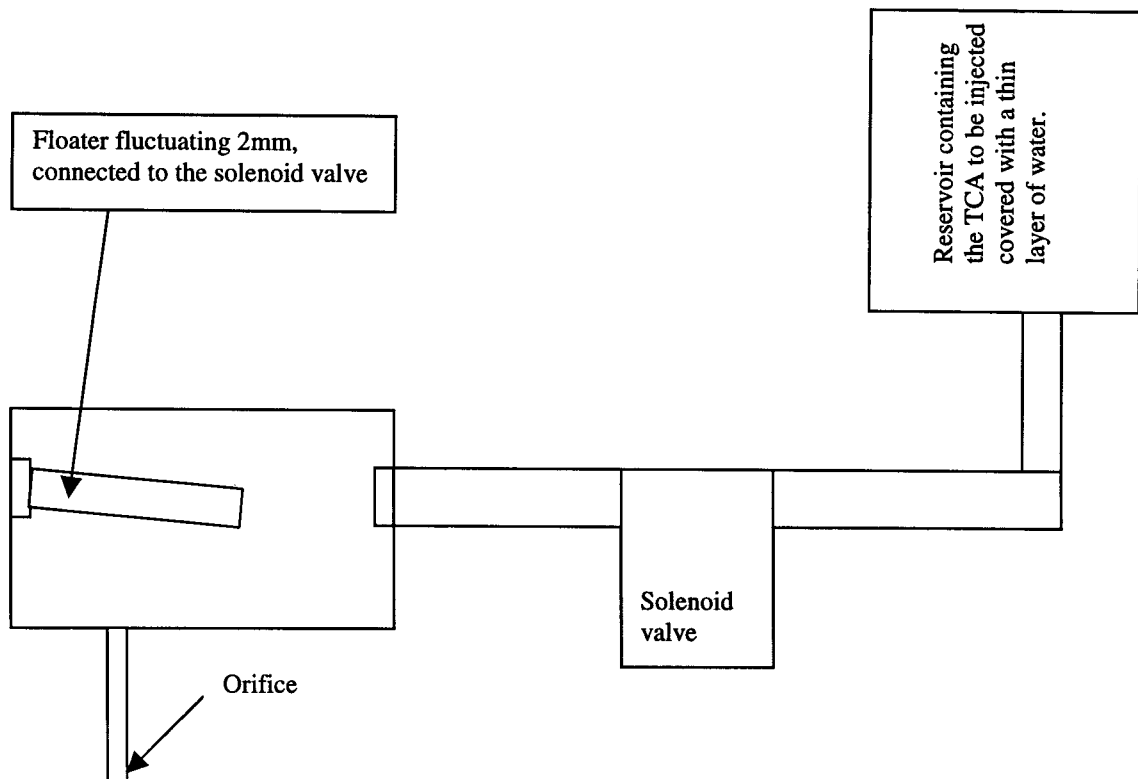 Floater fluctuating 2mm,
connected to the solenoid valve
Reservoir containing
the TCA to be injected
covered with a thin
layer of water.
Solenoid
valve
Orifice